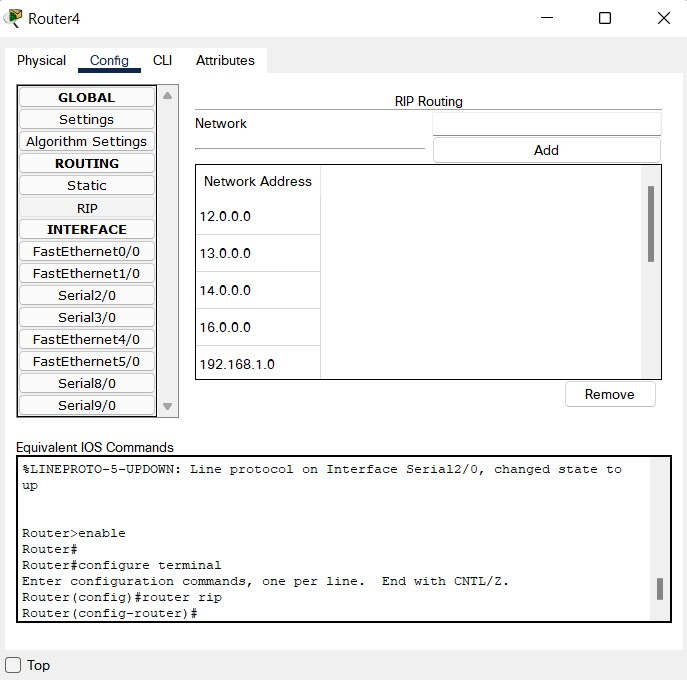 Router4
Physical Config CLI Attributes
GLOBAL
Settings
Algorithm Settings
ROUTING
Static
RIP
INTERFACE
FastEthernet0/0
FastEthernet1/0
Serial2/0
Serial3/0
FastEthernet4/0
FastEthernet5/0
Serial8/0
Serial9/0
RIP Routing
Network
Add
Network Address
12.0.0.0
13.0.0.0
14.0.0.0
16.0.0.0
192.168.1.0
Remove
Equivalent IOS Commands
%LINEPROTO-5-UPDOWN: Line protocol on Interface Serial2/0, changed state to
up
Router>enable
Router#
Router#configure terminal
Enter configuration commands, one per line.  End with CNTL/Z.
Router(config)#router rip
Router(config-router)#
Top